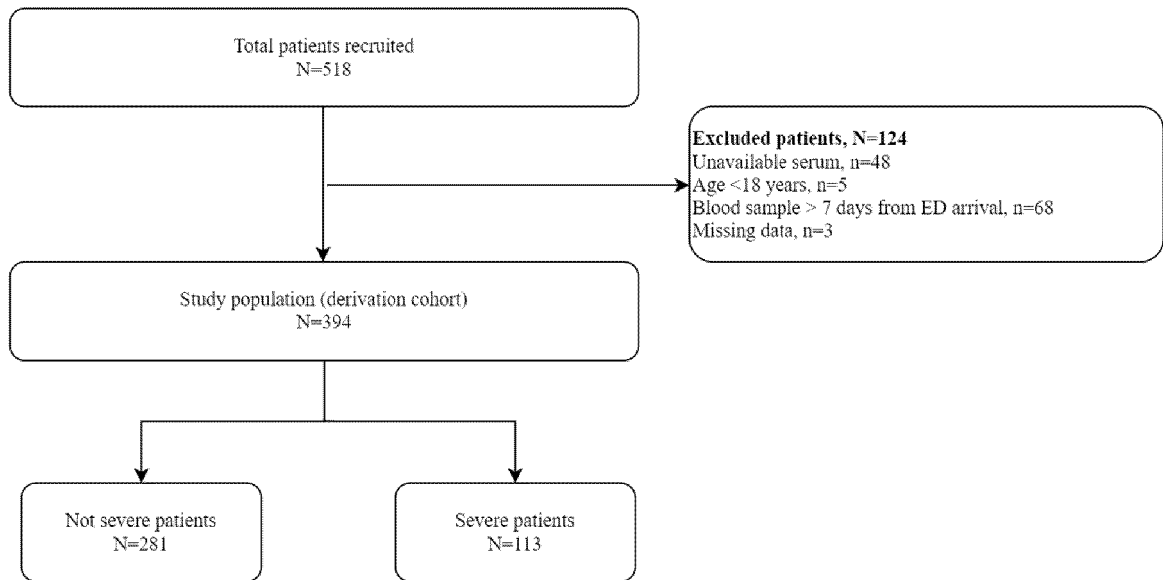 Total patients recruited
N=518
Excluded patients, N=124
Unavailable serum, n=48
Age <18 years, n=5
Blood sample > 7 days from ED arrival, n=68
Missing data, n=3
Study population (derivation cohort)
N=394
Not severe patients
N=281
Severe patients
N=113